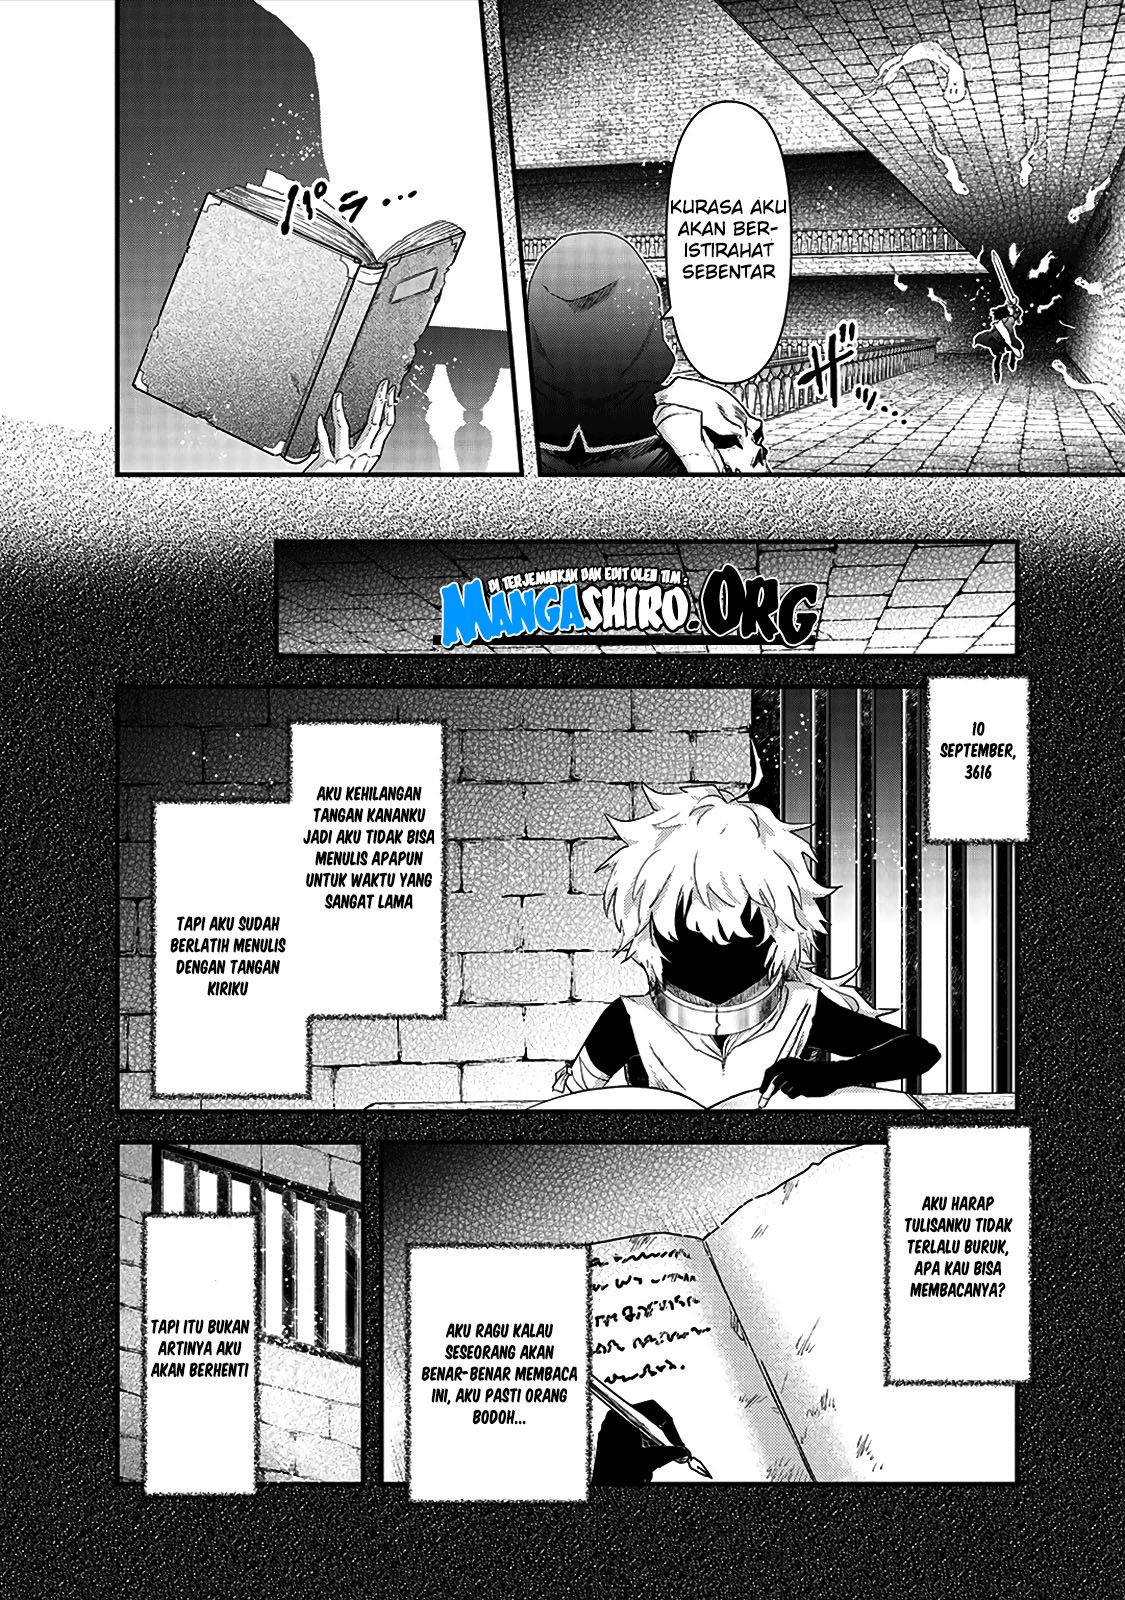 KURASA AKU
AKAN BER-
ISTIRAHAT
SEBENTAR
ザッ…
パラ…
DI TERJEMAHKAN DAN EDIT OLEH TIM :
MANGASHIRO.ORG
10
SEPTEMBER,
3616
AKU KEHILANGAN
TANGAN KANANKU
JADI AKU TIDAK BISA
MENULIS APAPUN
UNTUK WAKTU YANG
SANGAT LAMA
TAPI AKU SUDAH
BERLATIH MENULIS
DENGAN TANGAN
KIRIKU
AKU HARAP
TULISANKU TIDAK
TERLALU BURUK,
APA KAU BISA
MEMBACANYA?
AKU RAGU KALAU
SESEORANG AKAN
BENAR-BENAR MEMBACA
INI, AKU PASTI ORANG
BODOH...
TAPI ITU BUKAN
ARTINYA AKU
AKAN BERHENTI